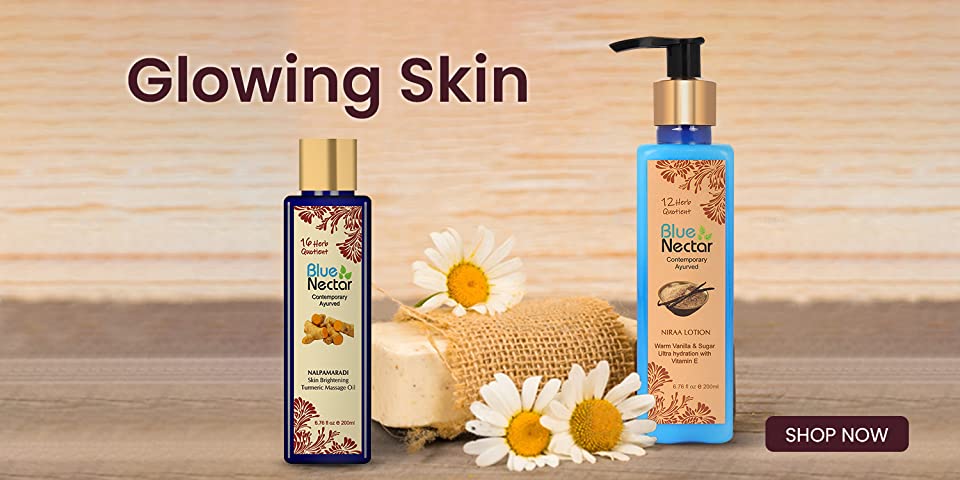 Glowing Skin
16 Herb
Quotient
Blue
Nectar
Contemporary
Ayurved
NALPAMARADI
Skin Brightening
Turmeric Massage Oil
6.76 fl oz ℮ 200ml
12 Herb
Quotient
Blue
Nectar
Contemporary
Ayurved
NIRAA LOTION
Warm Vanilla & Sugar
Ultra hydration with
Vitamin E
6.76 fl oz ℮ 200ml
SHOP NOW